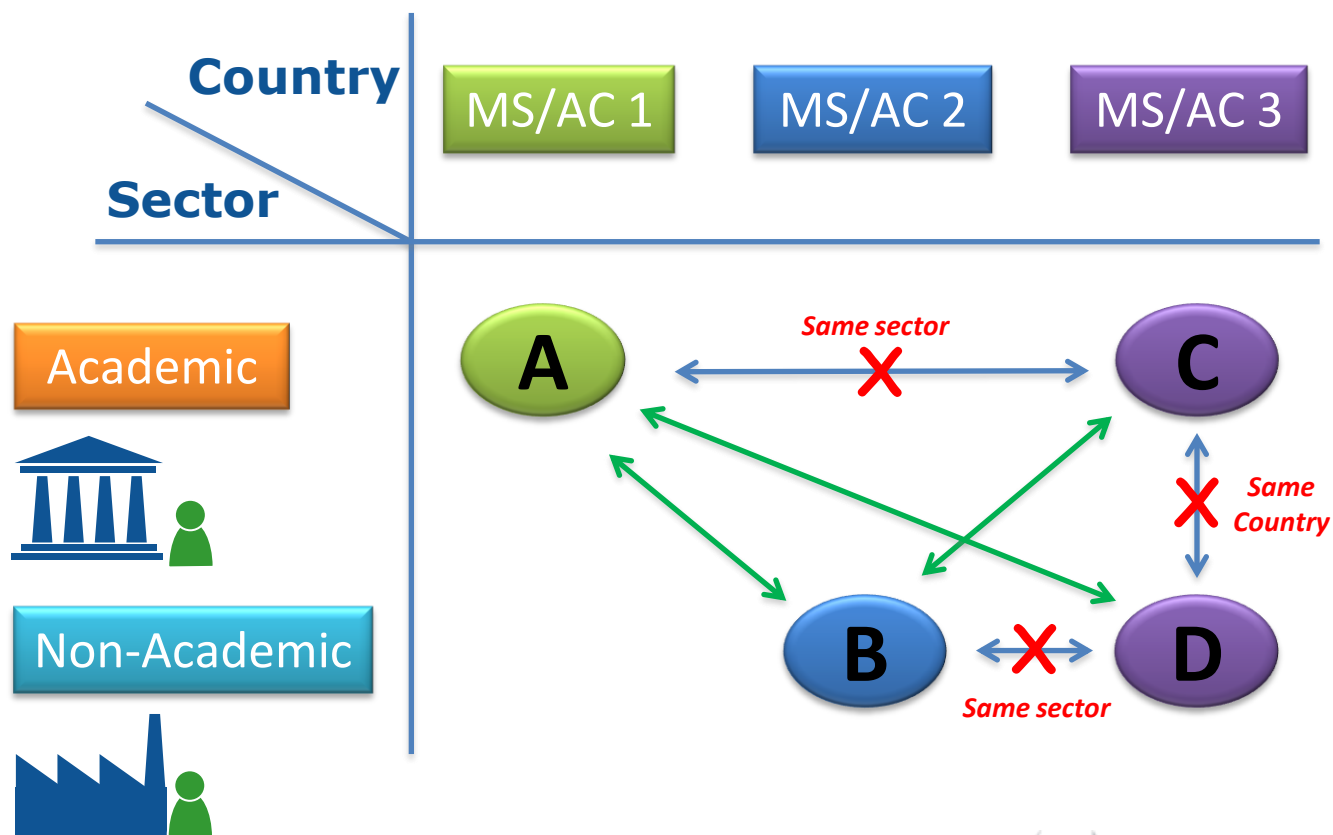 Country
MS/AC 1
MS/AC 2
MS/AC 3
Sector
Academic
A
Same sector
C
Same
Country
Non-Academic
B
D
Same sector